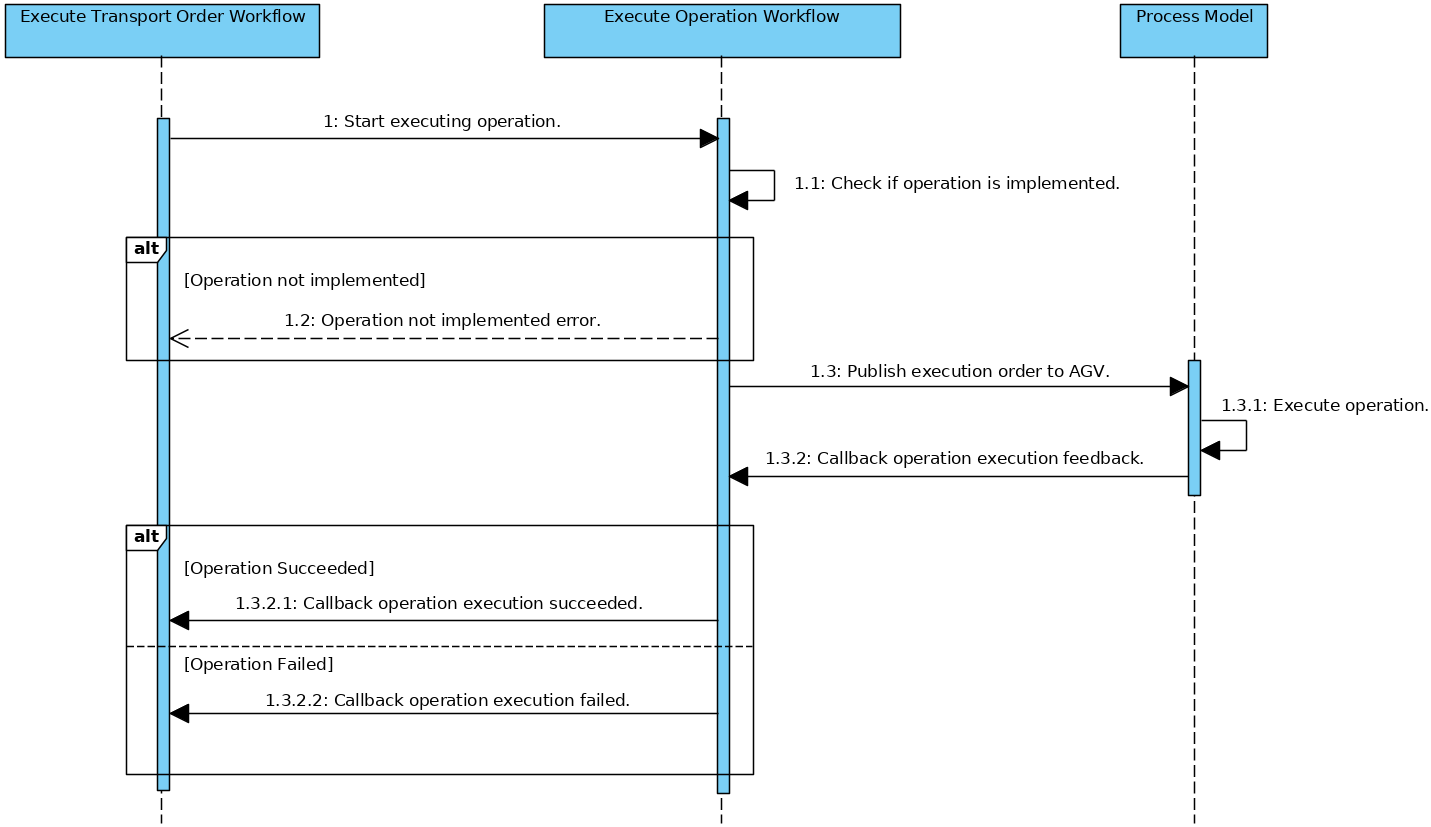 Execute Transport Order Workflow
Execute Operation Workflow
Process Model
1: Start executing operation.
1.1: Check if operation is implemented.
alt
[Operation not implemented]
1.2: Operation not implemented error.
1.3: Publish execution order to AGV.
1.3.1: Execute operation.
1.3.2: Callback operation execution feedback.
alt
[Operation Succeeded]
1.3.2.1: Callback operation execution succeeded.
[Operation Failed]
1.3.2.2: Callback operation execution failed.